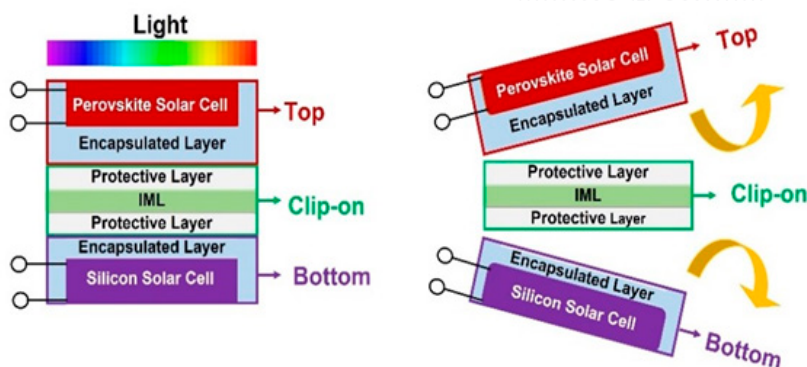 Light
Perovskite Solar Cell
Top
Encapsulated Layer
Protective Layer
IML
Clip-on
Protective Layer
Encapsulated Layer
Silicon Solar Cell
Bottom
Top
Perovskite Solar Cell
Encapsulated Layer
Protective Layer
IML
Clip-on
Protective Layer
Encapsulated Layer
Silicon Solar Cell
Bottom